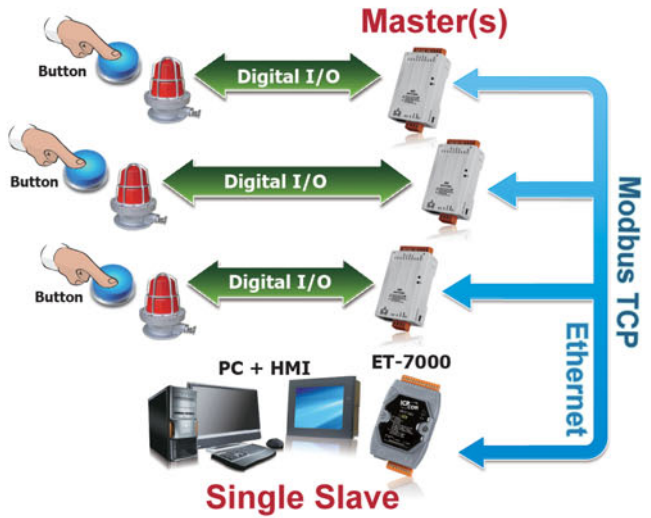 Master(s)
Button
Digital I/O
Button
Digital I/O
Button
Digital I/O
Modbus TCP
Ethernet
PC + HMI
ET-7000
Single Slave